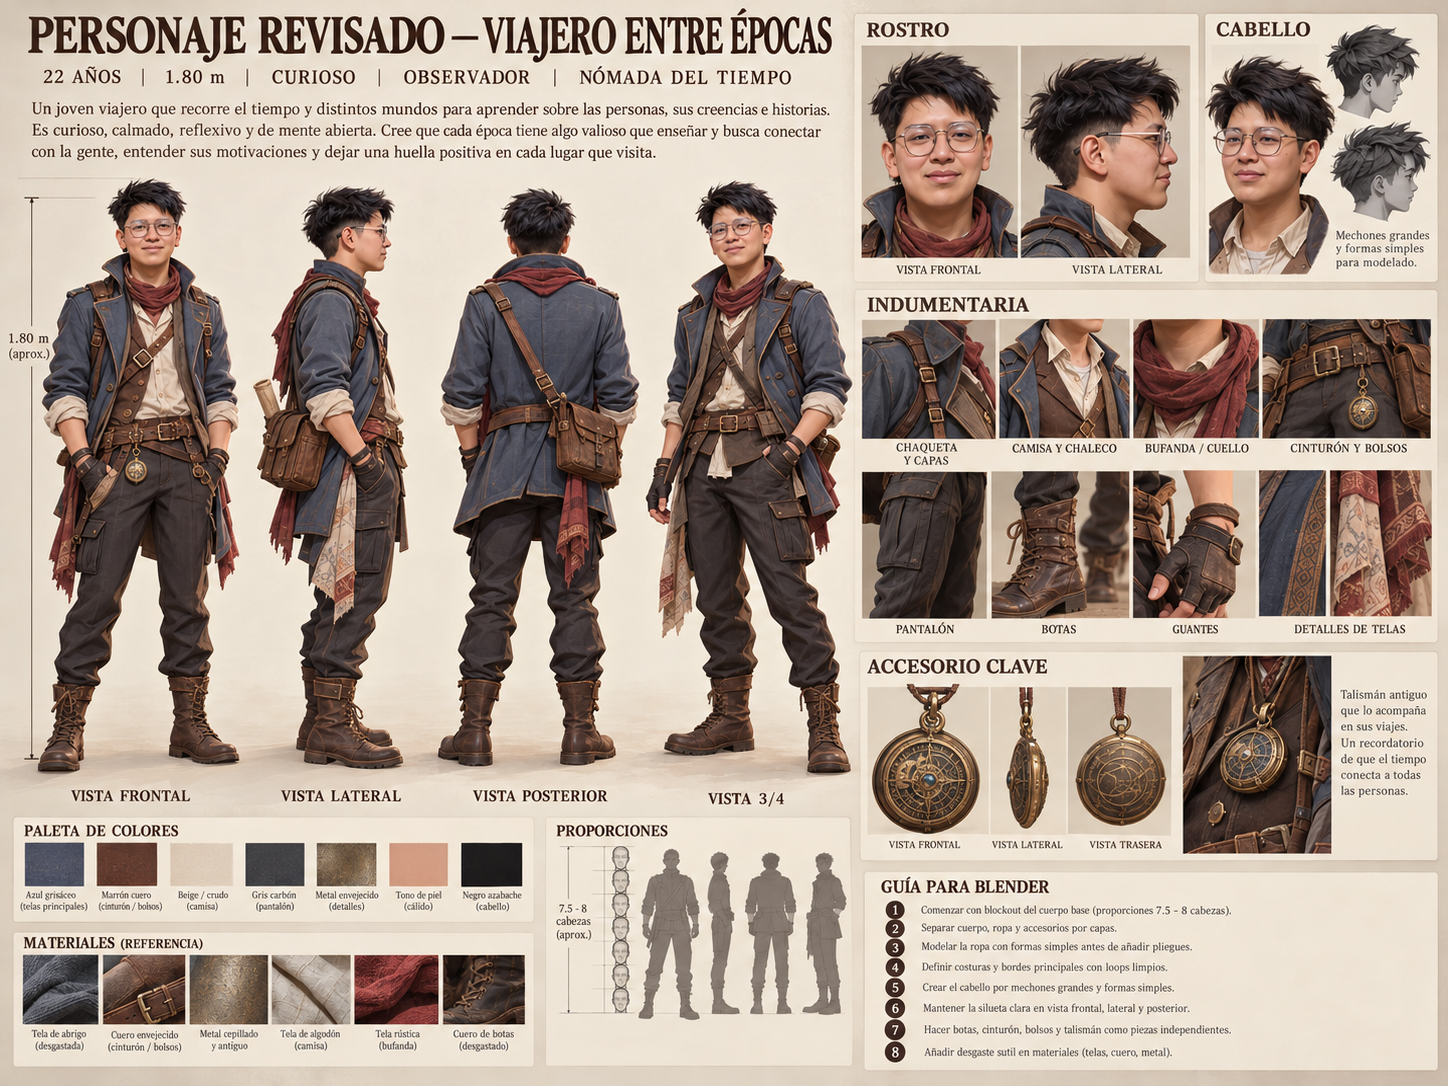 PERSONAJE REVISADO – VIAJERO ENTRE ÉPOCAS
22 AÑOS | 1.80 m | CURIOSO | OBSERVADOR | NÓMADA DEL TIEMPO
Un joven viajero que recorre el tiempo y distintos mundos para aprender sobre las personas, sus creencias e historias.
Es curioso, calmado, reflexivo y de mente abierta. Cree que cada época tiene algo valioso que enseñar y busca conectar
con la gente, entender sus motivaciones y dejar una huella positiva en cada lugar que visita.
1.80 m
(aprox.)
VISTA FRONTAL
VISTA LATERAL
VISTA POSTERIOR
VISTA 3/4
PALETA DE COLORES
Azul grisáceo
(telas principales)
Marrón cuero
(cinturón / bolsos)
Beige / crudo
(camisa)
Gris carbón
(pantalón)
Metal envejecido
(detalles)
Tono de piel
(cálido)
Negro azabache
(cabello)
MATERIALES (REFERENCIA)
Tela de abrigo
(desgastada)
Cuero envejecido
(cinturón / bolsos)
Metal cepillado
y antiguo
Tela de algodón
(camisa)
Tela rústica
(bufanda)
Cuero de botas
(desgastado)
PROPORCIONES
7.5 - 8
cabezas
(aprox.)
ROSTRO
VISTA FRONTAL
VISTA LATERAL
CABELLO
Mechones grandes
y formas simples
para modelado.
INDUMENTARIA
CHAQUETA
Y CAPAS
CAMISA Y CHALECO
BUFANDA / CUELLO
CINTURÓN Y BOLSOS
PANTALÓN
BOTAS
GUANTES
DETALLES DE TELAS
ACCESORIO CLAVE
VISTA FRONTAL
VISTA LATERAL
VISTA TRASERA
Talismán antiguo
que lo acompaña
en sus viajes.
Un recordatorio
de que el tiempo
conecta a todas
las personas.
GUÍA PARA BLENDER
1 Comenzar con blockout del cuerpo base (proporciones 7.5 - 8 cabezas).
2 Separar cuerpo, ropa y accesorios por capas.
3 Modelar la ropa con formas simples antes de añadir pliegues.
4 Definir costuras y bordes principales con loops limpios.
5 Crear el cabello por mechones grandes y formas simples.
6 Mantener la silueta clara en vista frontal, lateral y posterior.
7 Hacer botas, cinturón, bolsos y talismán como piezas independientes.
8 Añadir desgaste sutil en materiales (telas, cuero, metal).